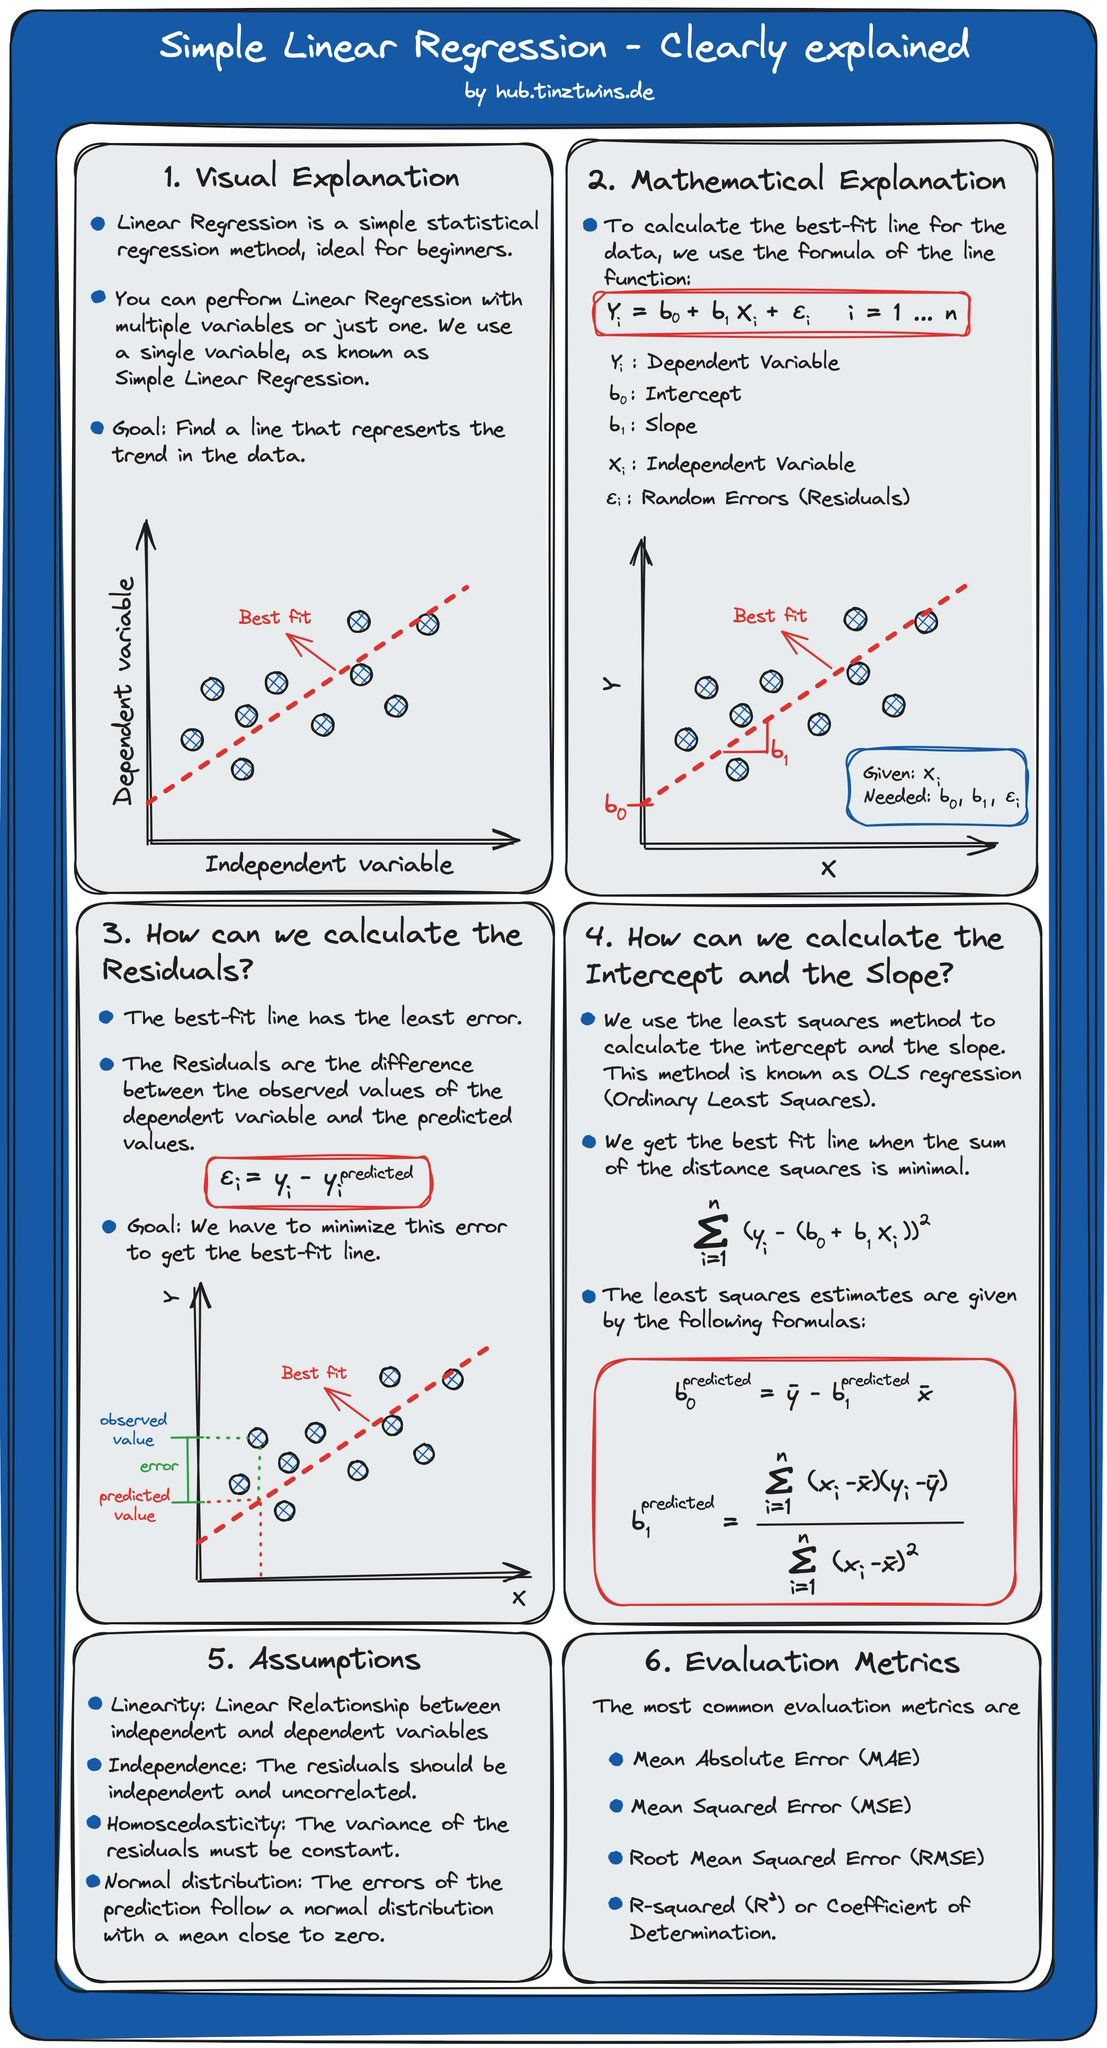 Simple Linear Regression - Clearly explained
by hub.tinztwins.de
1. Visual Explanation
Linear Regression is a simple statistical
regression method, ideal for beginners.
You can perform Linear Regression with
multiple variables or just one. We use
a single variable, as known as
Simple Linear Regression.
Goal: Find a line that represents the
trend in the data.
Dependent variable
Best fit
Independent variable
2. Mathematical Explanation
To calculate the best-fit line for the
data, we use the formula of the line
function:
Yᵢ = b₀ + b₁ Xᵢ + εᵢ i = 1 ... n
Yᵢ : Dependent Variable
b₀: Intercept
b₁ : Slope
xᵢ : Independent Variable
εᵢ : Random Errors (Residuals)
Y
Best fit
b₁
b₀
Given: xᵢ
Needed: b₀, b₁, εᵢ
X
3. How can we calculate the
Residuals?
The best-fit line has the least error.
The Residuals are the difference
between the observed values of the
dependent variable and the predicted
values.
εᵢ = yᵢ - yᵢ^predicted
Goal: We have to minimize this error
to get the best-fit line.
Y
Best fit
observed
value
error
predicted
value
X
4. How can we calculate the
Intercept and the Slope?
We use the least squares method to
calculate the intercept and the slope.
This method is known as OLS regression
(Ordinary Least Squares).
We get the best fit line when the sum
of the distance squares is minimal.
n
∑ (yᵢ - (b₀ + b₁ xᵢ))²
i=1
The least squares estimates are given
by the following formulas:
b₀^predicted = ȳ - b₁^predicted x̄
n
∑ (xᵢ-x̄)(yᵢ-ȳ)
i=1
b₁^predicted =
n
∑ (xᵢ-x̄)²
i=1
5. Assumptions
Linearity: Linear Relationship between
independent and dependent variables
Independence: The residuals should be
independent and uncorrelated.
Homoscedasticity: The variance of the
residuals must be constant.
Normal distribution: The errors of the
prediction follow a normal distribution
with a mean close to zero.
6. Evaluation Metrics
The most common evaluation metrics are
Mean Absolute Error (MAE)
Mean Squared Error (MSE)
Root Mean Squared Error (RMSE)
R-squared (R²) or Coefficient of
Determination.